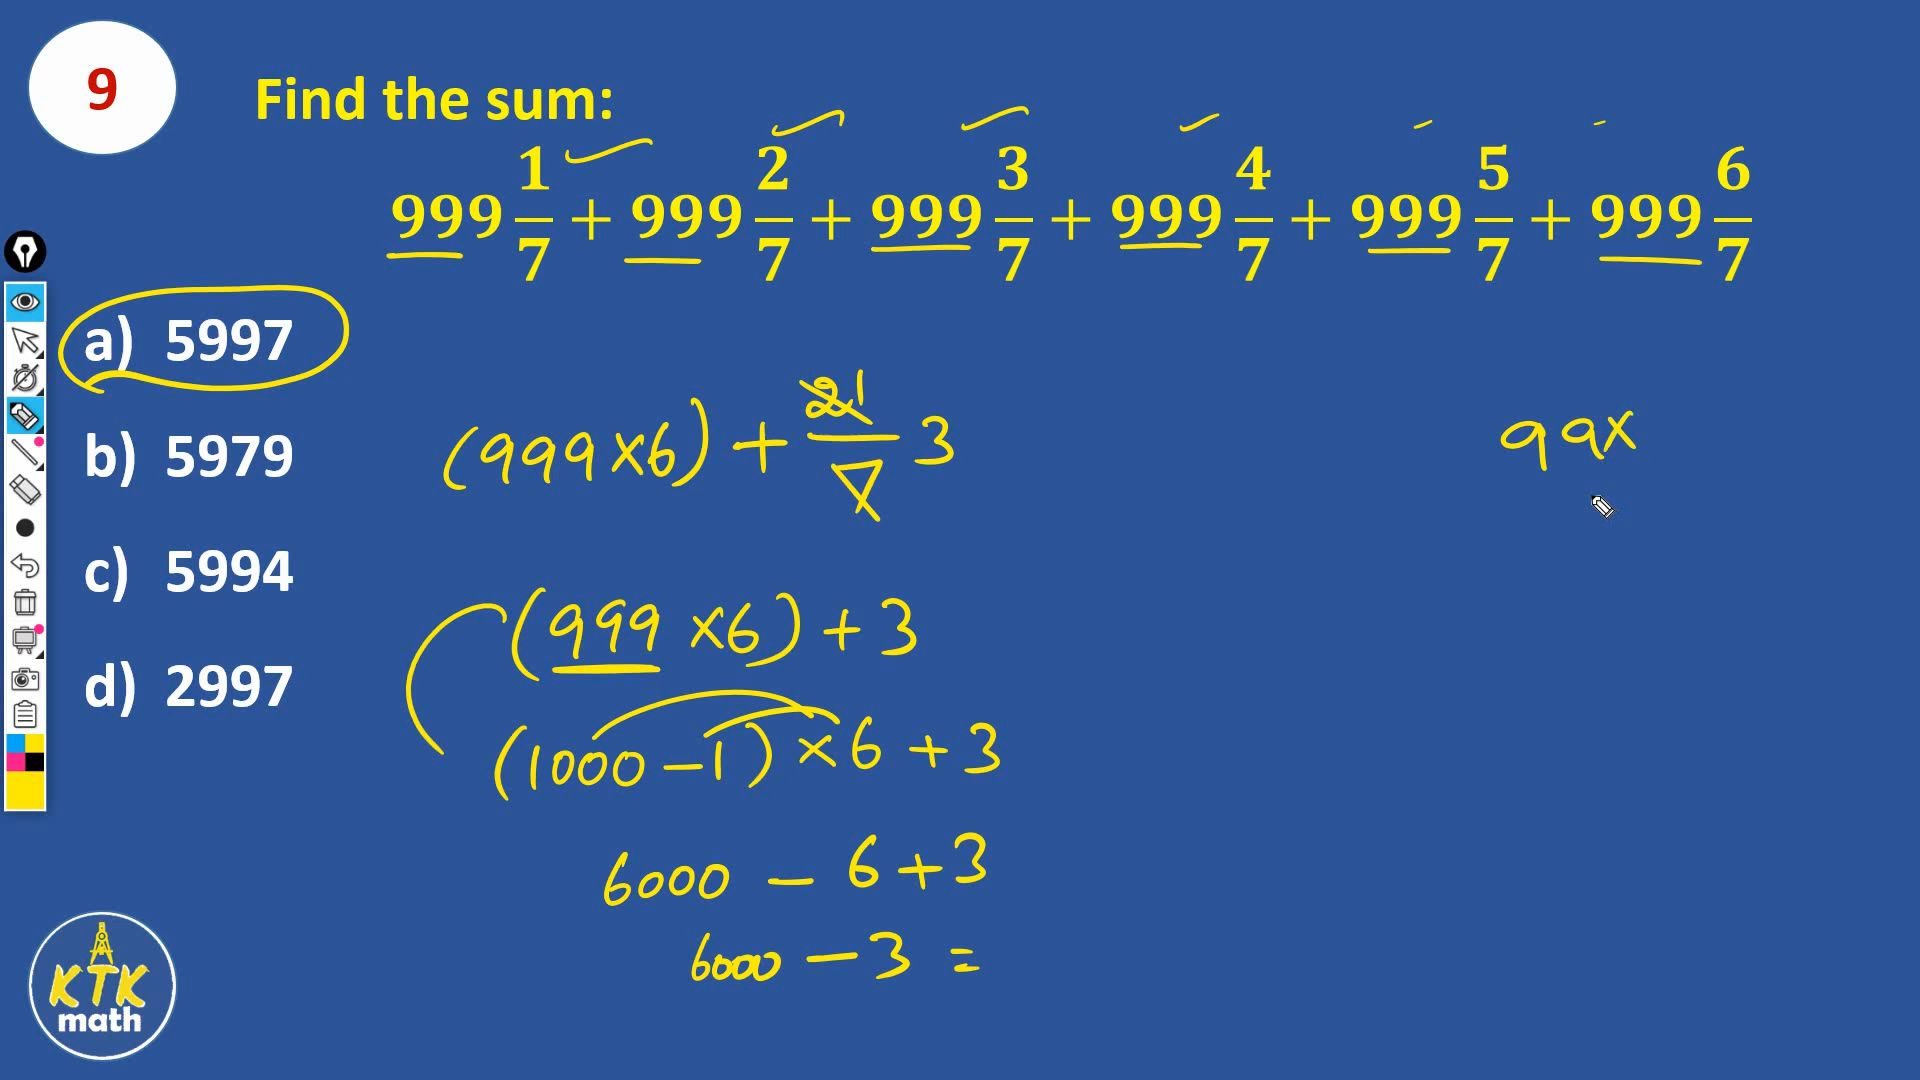 9
Find the sum:
999 1/7 + 999 2/7 + 999 3/7 + 999 4/7 + 999 5/7 + 999 6/7
a) 5997
b) 5979
c) 5994
d) 2997
(999×6) + 21/7 3
99×
(999 ×6) + 3
(1000 – 1) × 6 + 3
6000 – 6 + 3
6000 – 3 =
KTK
math